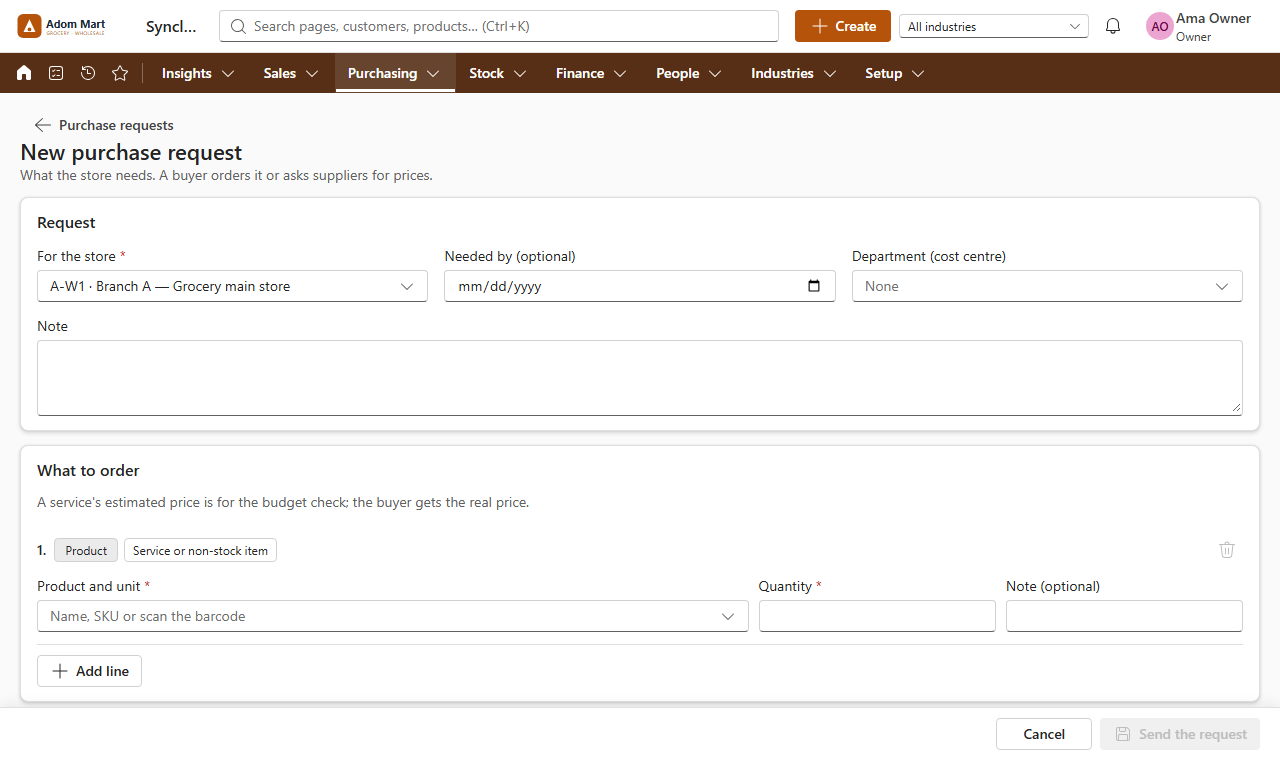 Adom Mart
GROCERY · WHOLESALE
Syncl...
Search pages, customers, products... (Ctrl+K)
Create
All industries
AO
Ama Owner
Owner
Insights
Sales
Purchasing
Stock
Finance
People
Industries
Setup
Purchase requests
New purchase request
What the store needs. A buyer orders it or asks suppliers for prices.
Request
For the store *
Needed by (optional)
Department (cost centre)
A-W1 · Branch A — Grocery main store
mm/dd/yyyy
None
Note
What to order
A service's estimated price is for the budget check; the buyer gets the real price.
1.
Product
Service or non-stock item
Product and unit *
Quantity *
Note (optional)
Name, SKU or scan the barcode
Add line
Cancel
Send the request